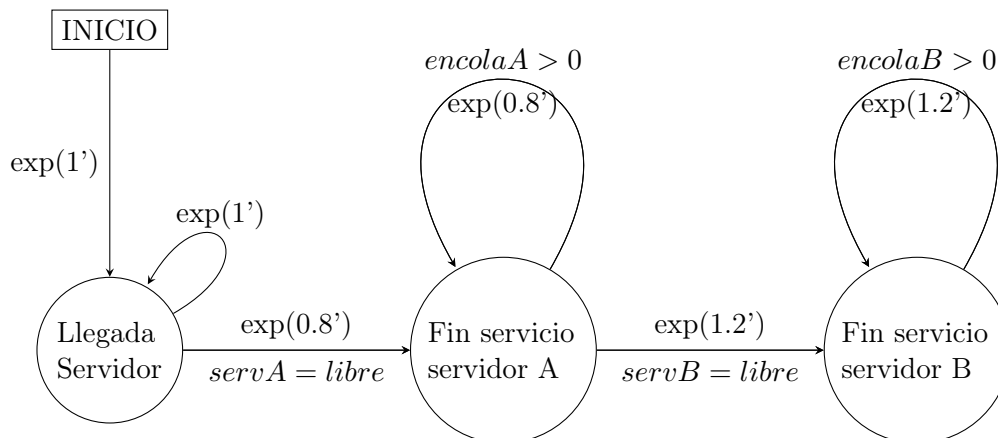 INICIO
exp(1')
exp(1')
Llegada
Servidor
exp(0.8')
servA = libre
encolaA > 0
exp(0.8')
Fin servicio
servidor A
exp(1.2')
servB = libre
encolaB > 0
exp(1.2')
Fin servicio
servidor B